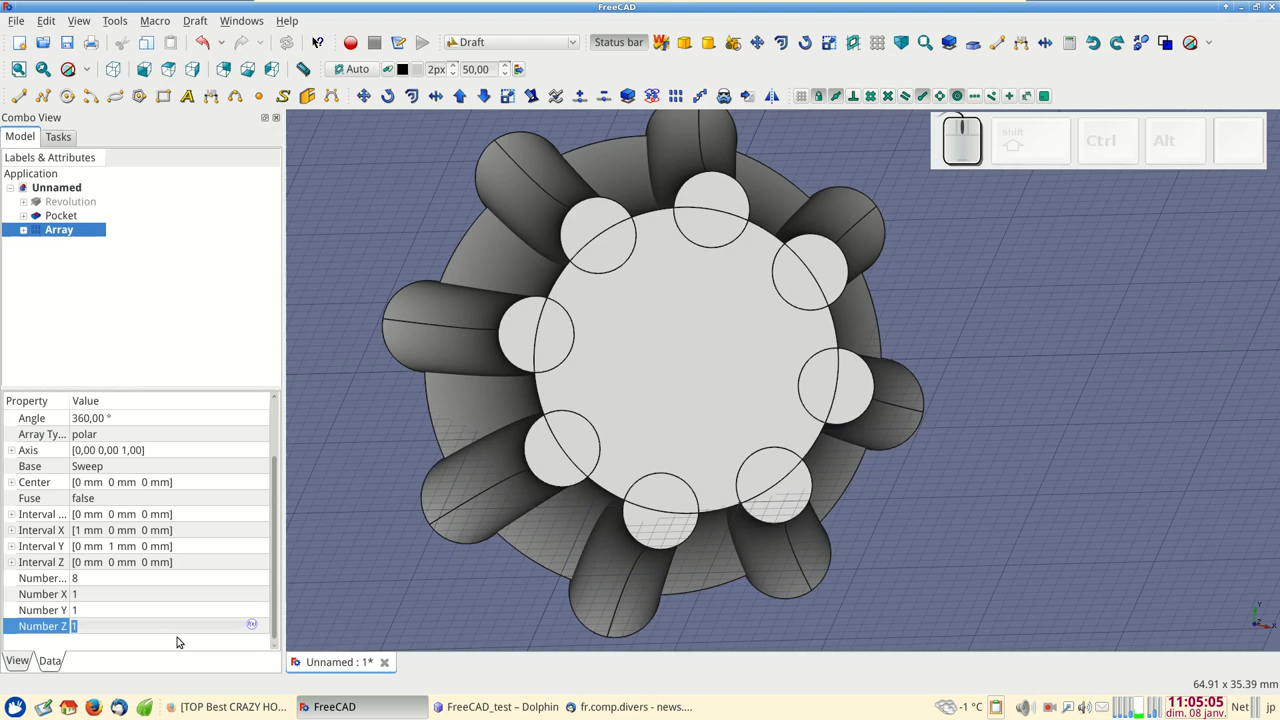 FreeCAD
File Edit View Tools Macro Draft Windows Help
Draft Status bar
Auto 2px 50,00
Combo View
Model Tasks
Labels & Attributes
Application
Unnamed
Revolution
Pocket
Array
Shift Ctrl Alt
Property Value
Angle 360,00 °
Array Ty... polar
Axis [0,00 0,00 1,00]
Base Sweep
Center [0 mm 0 mm 0 mm]
Fuse false
Interval ... [0 mm 0 mm 0 mm]
Interval X [1 mm 0 mm 0 mm]
Interval Y [0 mm 1 mm 0 mm]
Interval Z [0 mm 0 mm 0 mm]
Number... 8
Number X 1
Number Y 1
Number Z 1
View Data
Unnamed : 1*
Y
Z X
64.91 x 35.39 mm
[TOP Best CRAZY HO... FreeCAD FreeCAD_test – Dolphin fr.comp.divers - news.... -1 °C 11:05:05 Net jp
dim. 08 janv.